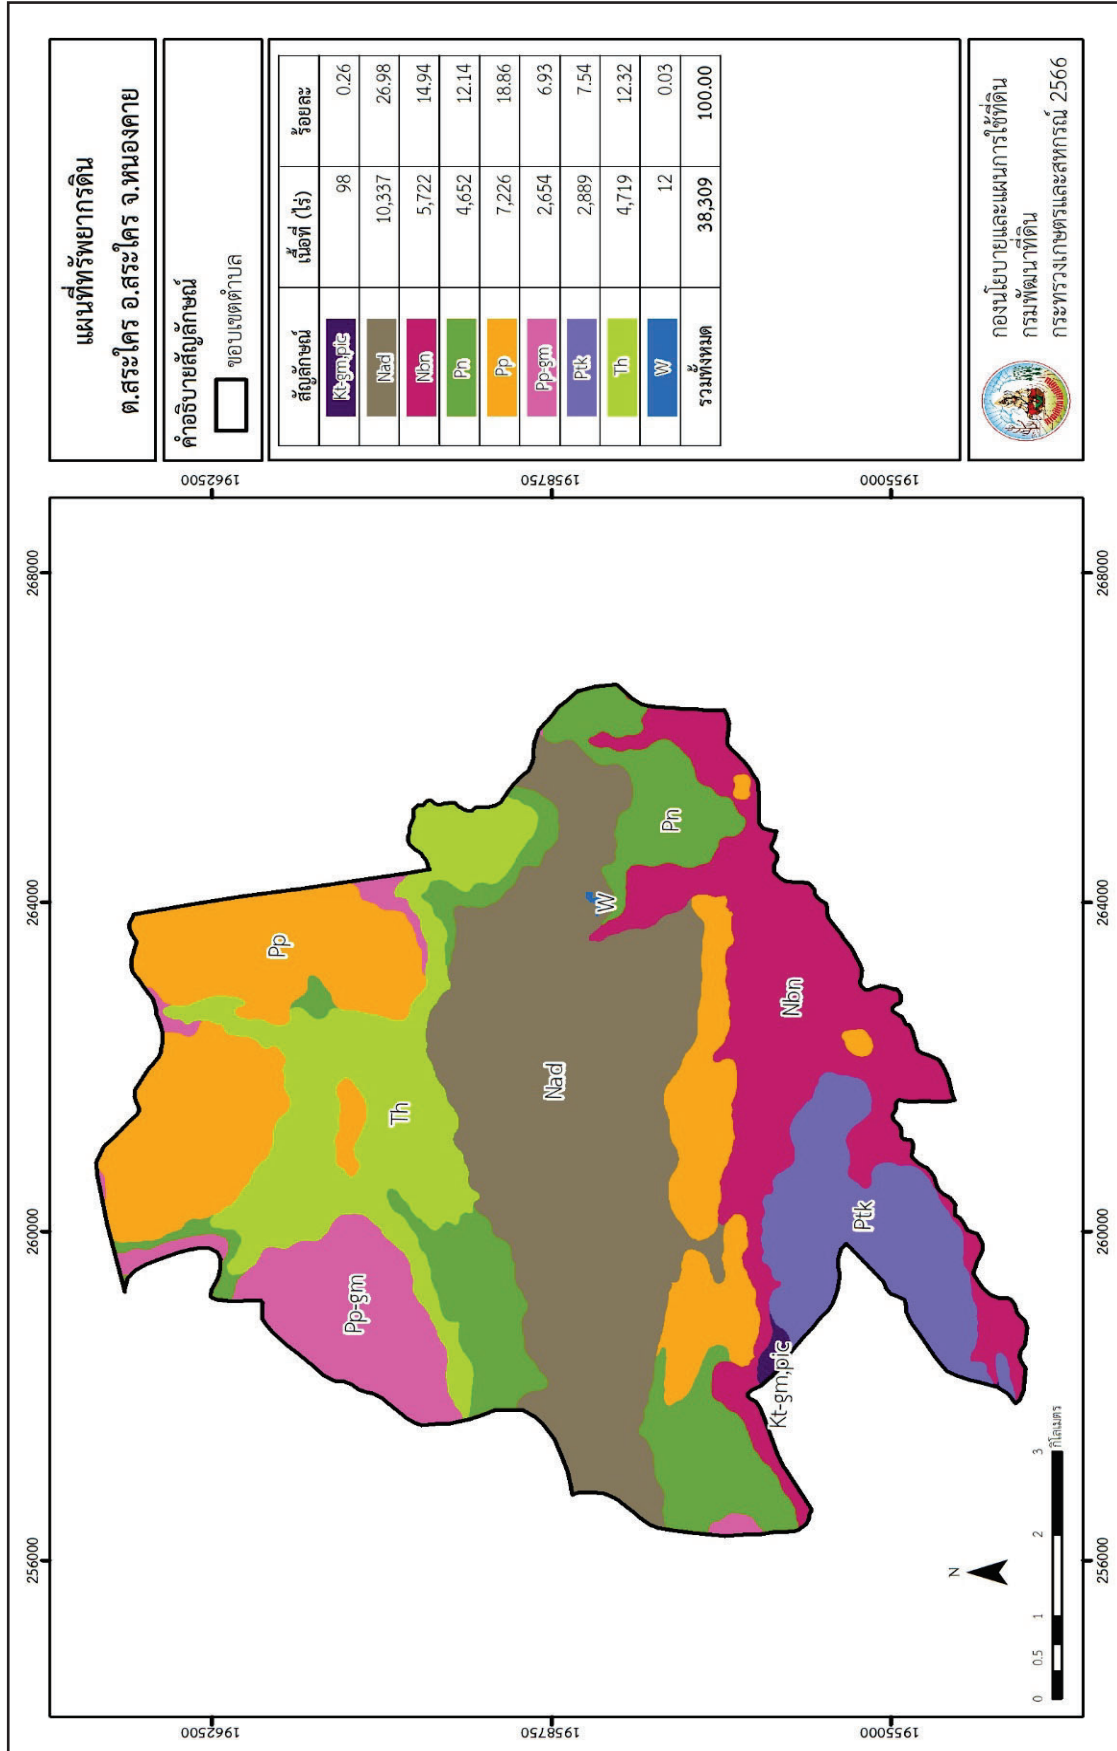 แผนที่ทรัพยากรดิน
ต.สระใคร อ.สระใคร จ.หนองคาย
คำอธิบายสัญลักษณ์
ขอบเขตตำบล
สัญลักษณ์ เนื้อที่ (ไร่) ร้อยละ
Kt-gm,pic 98 0.26
Nad 10,337 26.98
Nbn 5,722 14.94
Pn 4,652 12.14
Pp 7,226 18.86
Pp-gm 2,654 6.93
Ptk 2,889 7.54
Th 4,719 12.32
W 12 0.03
รวมทั้งหมด 38,309 100.00
กองนโยบายและแผนการใช้ที่ดิน
กรมพัฒนาที่ดิน
กระทรวงเกษตรและสหกรณ์ 2566
256000 260000 264000 268000
1962500 1962500
1958750 1958750
1955000 1955000
Pp
Th
Pp-gm
Nad
W
Pn
Nbn
Ptk
Kt-gm,pic
N
0 0.5 1 2 3
กิโลเมตร
256000 260000 264000 268000